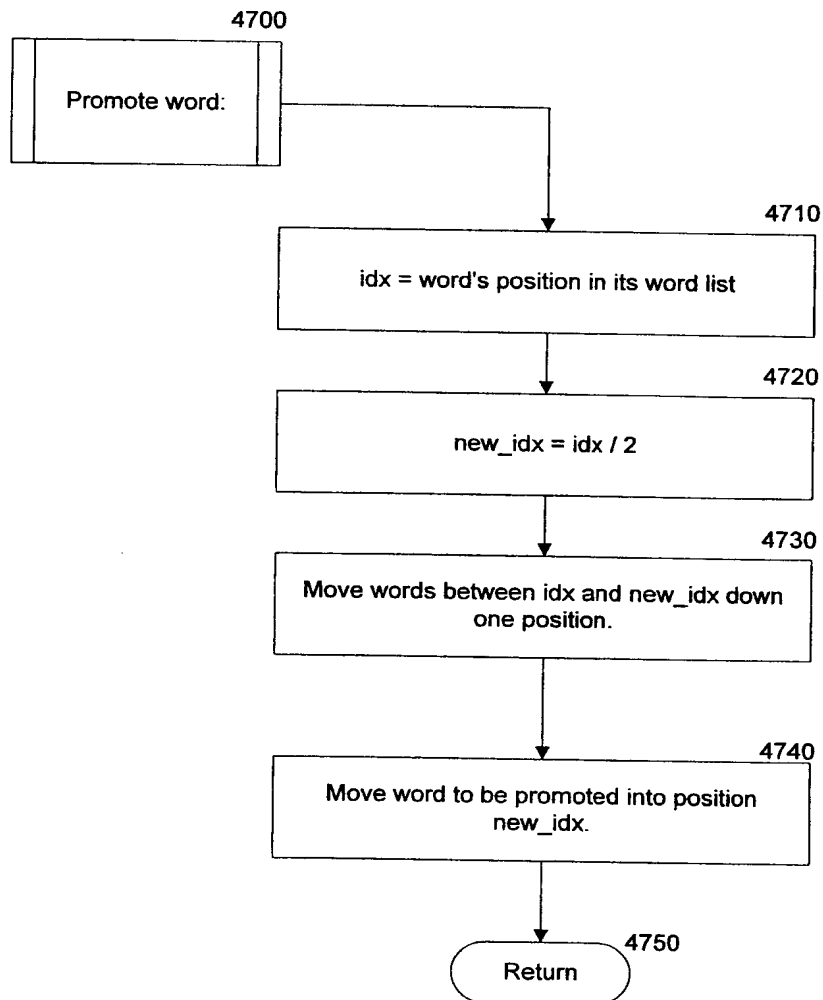 4700
Promote word:
4710
idx = word's position in its word list
4720
new_idx = idx / 2
4730
Move words between idx and new_idx down
one position.
4740
Move word to be promoted into position
new_idx.
4750
Return